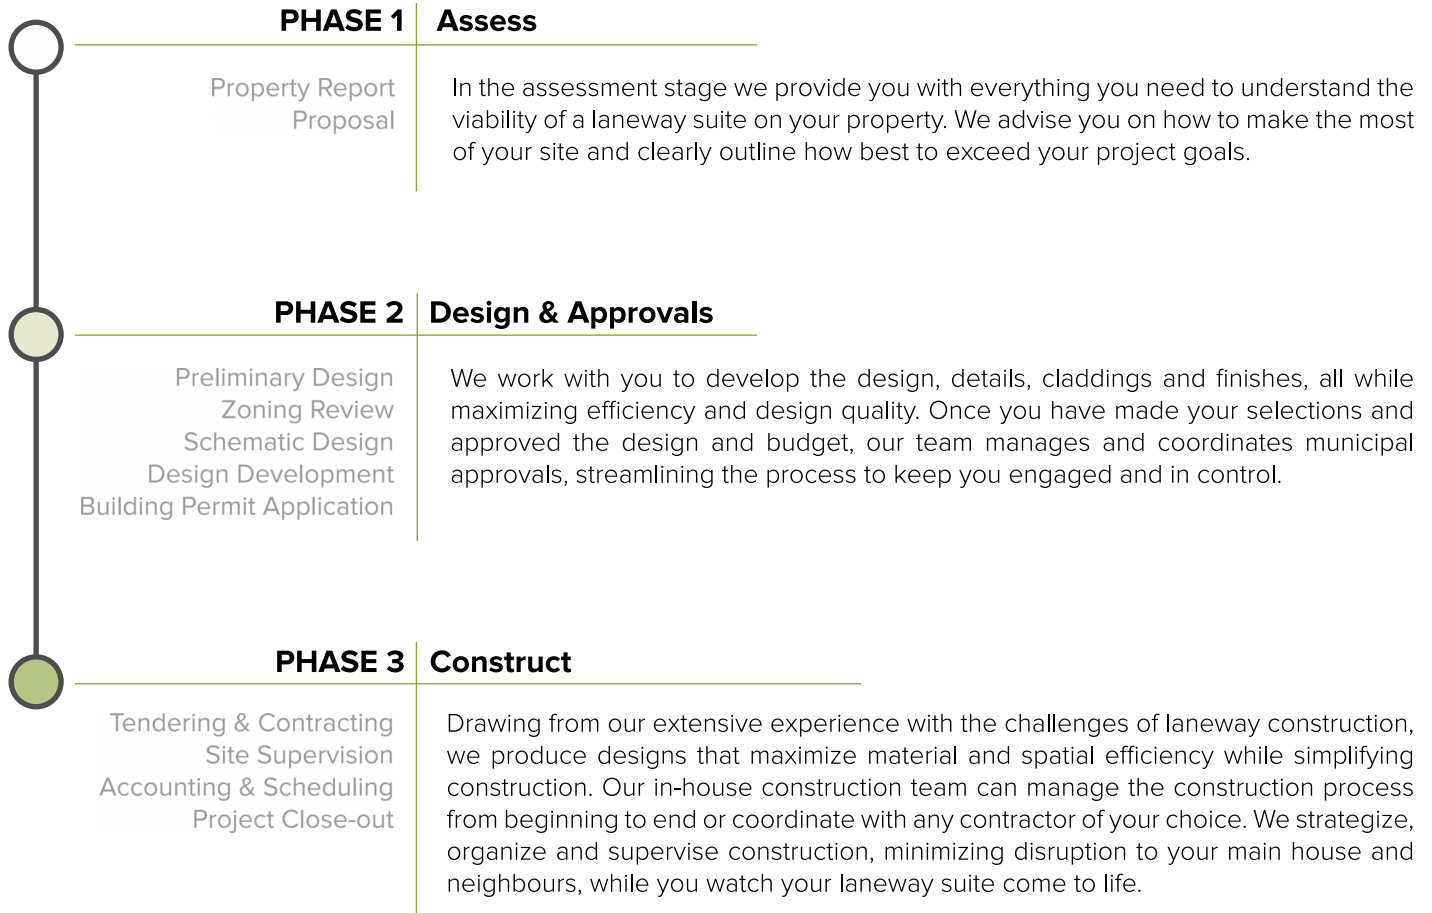 PHASE 1 Assess
Property Report
Proposal
In the assessment stage we provide you with everything you need to understand the
viability of a laneway suite on your property. We advise you on how to make the most
of your site and clearly outline how best to exceed your project goals.
PHASE 2 Design & Approvals
Preliminary Design
Zoning Review
Schematic Design
Design Development
Building Permit Application
We work with you to develop the design, details, claddings and finishes, all while
maximizing efficiency and design quality. Once you have made your selections and
approved the design and budget, our team manages and coordinates municipal
approvals, streamlining the process to keep you engaged and in control.
PHASE 3 Construct
Tendering & Contracting
Site Supervision
Accounting & Scheduling
Project Close-out
Drawing from our extensive experience with the challenges of laneway construction,
we produce designs that maximize material and spatial efficiency while simplifying
construction. Our in-house construction team can manage the construction process
from beginning to end or coordinate with any contractor of your choice. We strategize,
organize and supervise construction, minimizing disruption to your main house and
neighbours, while you watch your laneway suite come to life.